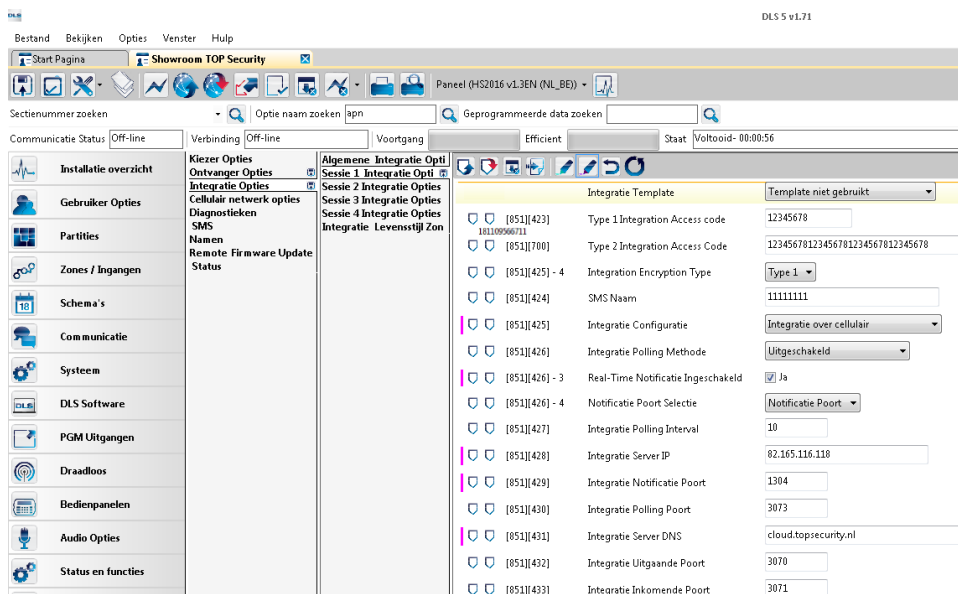 DLS
DLS 5 v1.71
Bestand Bekijken Opties Venster Hulp
Start Pagina Showroom TOP Security
Paneel (HS2016 v1.3EN (NL_BE))
Sectienummer zoeken Optie naam zoeken apn Geprogrammeerde data zoeken
Communicatie Status Off-line Verbinding Off-line Voortgang Efficient Staat Voltooid- 00:00:56
Installatie overzicht
Gebruiker Opties
Partities
Zones / Ingangen
18 Schema's
Communicatie
Systeem
DLS DLS Software
PGM Uitgangen
Draadloos
Bedienpanelen
Audio Opties
Status en functies
Kiezer Opties
Ontvanger Opties
Integratie Opties
Cellulair netwerk opties
Diagnostieken
SMS
Namen
Remote Firmware Update
Status
Algemene Integratie Opti
Sessie 1 Integratie Opti
Sessie 2 Integratie Opties
Sessie 3 Integratie Opties
Sessie 4 Integratie Opties
Integratie Levensstijl Zon
Integratie Template Template niet gebruikt
[851][423] Type 1 Integration Access code 12345678
181109566711
[851][700] Type 2 Integration Access Code 12345678123456781234567812345678
[851][425] - 4 Integration Encryption Type Type 1
[851][424] SMS Naam 11111111
[851][425] Integratie Configuratie Integratie over cellulair
[851][426] Integratie Polling Methode Uitgeschakeld
[851][426] - 3 Real-Time Notificatie Ingeschakeld Ja
[851][426] - 4 Notificatie Poort Selectie Notificatie Poort
[851][427] Integratie Polling Interval 10
[851][428] Integratie Server IP 82.165.116.118
[851][429] Integratie Notificatie Poort 1304
[851][430] Integratie Polling Poort 3073
[851][431] Integratie Server DNS cloud.topsecurity.nl
[851][432] Integratie Uitgaande Poort 3070
[851][433] Integratie Inkomende Poort 3071